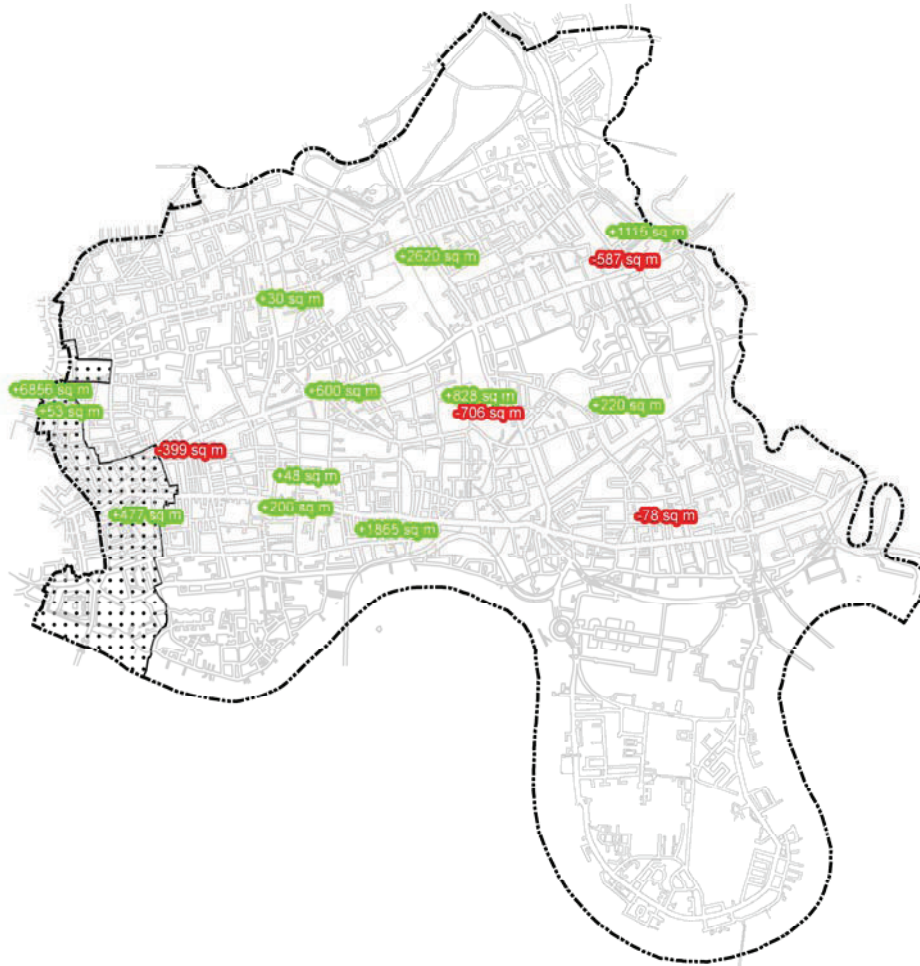 +1115 sq m
+2620 sq m
-587 sq m
+30 sq m
+6856 sq m
+600 sq m
+828 sq m
+220 sq m
+53 sq m
-706 sq m
-399 sq m
+48 sq m
+200 sq m
+477 sq m
-78 sq m
+1865 sq m